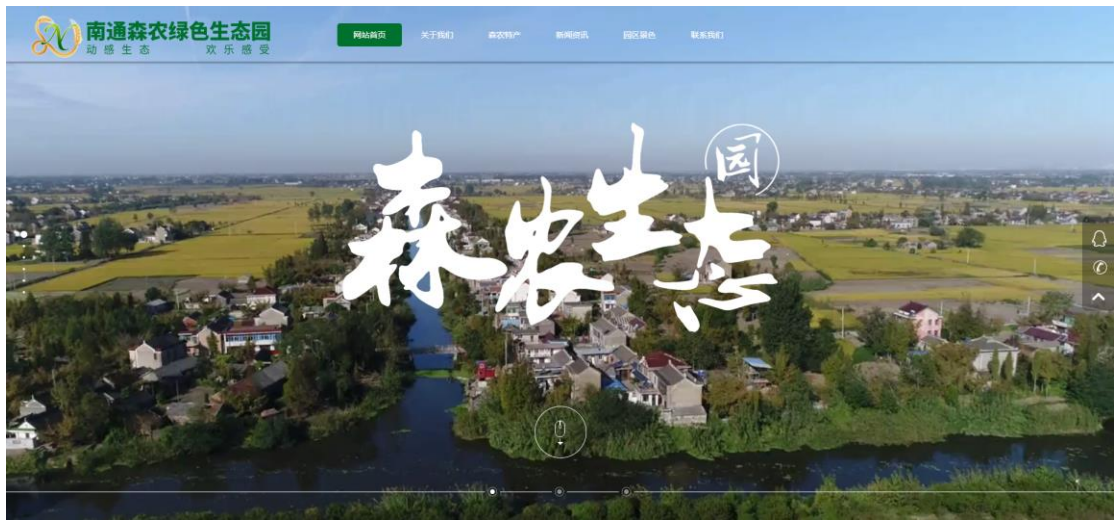 南通森农绿色生态园
动感生态 欢乐感受
网站首页 关于我们 森农特产 新闻资讯 园区景色 联系我们
森农生态
园